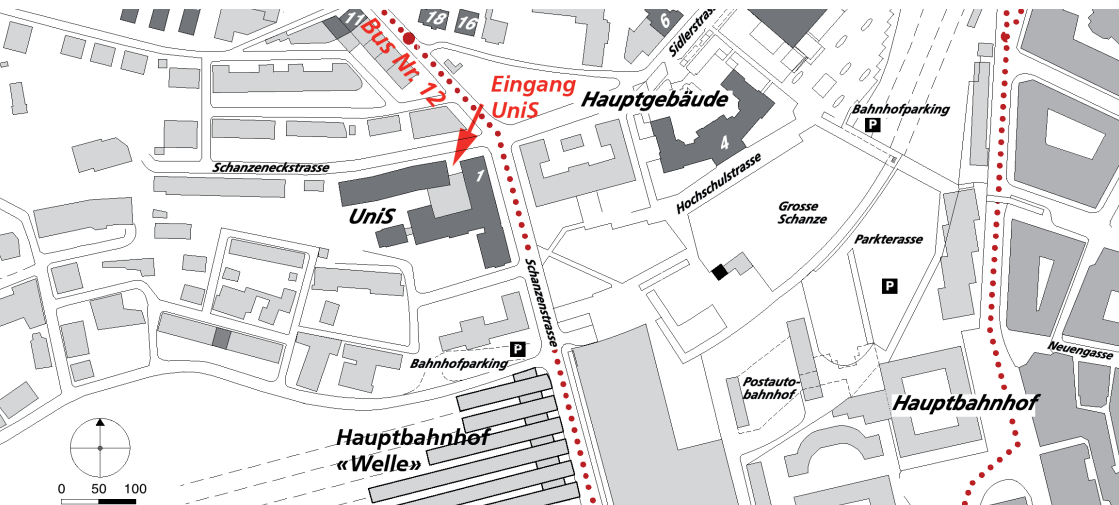 11
18
16
6
Sidlerstrasse
Bus Nr. 12
Eingang
UniS
Hauptgebäude
4
Bahnhofparking
P
Schanzeneckstrasse
1
Hochschulstrasse
UniS
Grosse
Schanze
Parkterasse
P
Schanzenstrasse
Neuengasse
Bahnhofparking
P
Postauto-
bahnhof
Hauptbahnhof
Hauptbahnhof
«Welle»
0 50 100